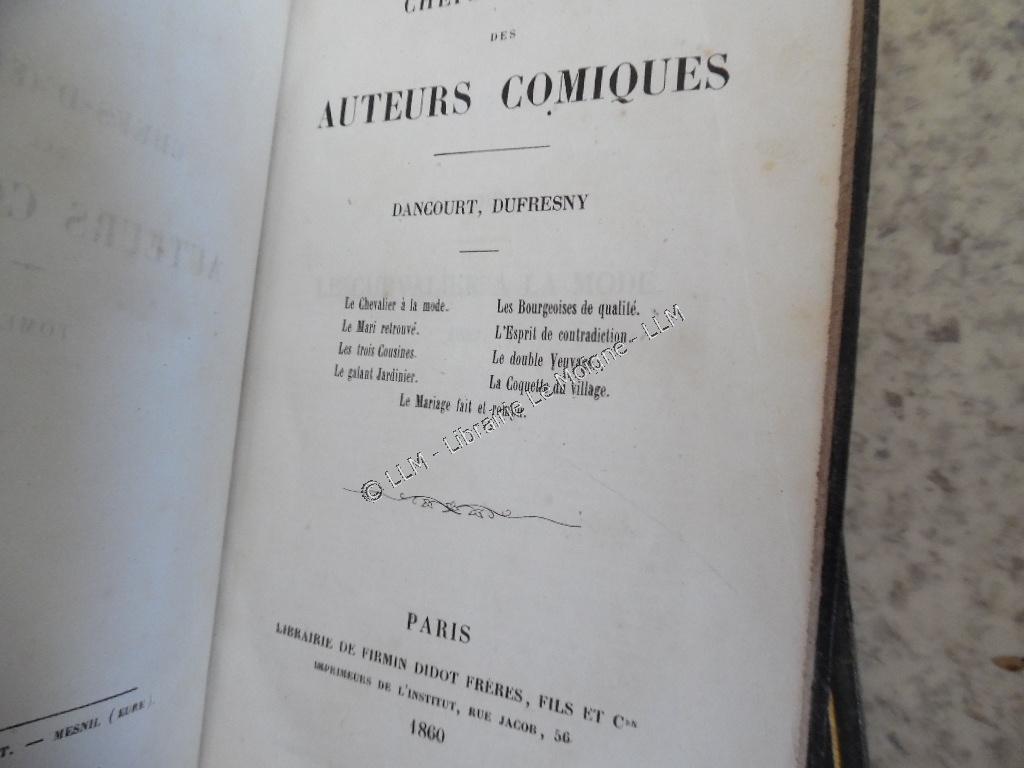 DES
AUTEURS COMIQUES
DANCOURT, DUFRESNY
Le Chevalier à la mode.
Le Mari retrouvé.
Les trois Cousines.
Le galant Jardinier.
Les Bourgeoises de qualité.
L'Esprit de contradiction.
Le double Veuvage.
La Coquette du village.
Le Mariage fait et rompu.
© LLM - Librairie Le Moigne - LLM
PARIS
LIBRAIRIE DE FIRMIN DIDOT FRÈRES, FILS ET Cie
IMPRIMEURS DE L'INSTITUT, RUE JACOB, 56
1860
T. — MESNIL (EURE).